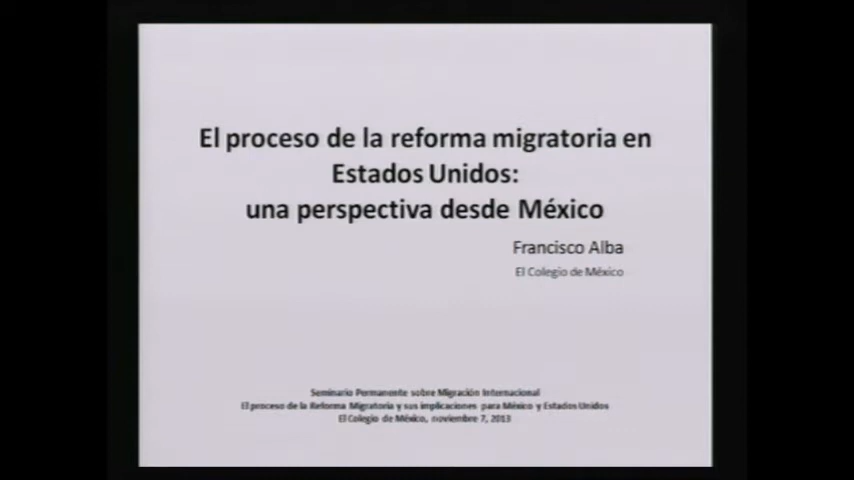 El proceso de la reforma migratoria en
Estados Unidos:
una perspectiva desde México
Francisco Alba
El Colegio de México
Seminario Permanente sobre Migración Internacional
El proceso de la Reforma Migratoria y sus implicaciones para México y Estados Unidos
El Colegio de México, noviembre 7, 2013